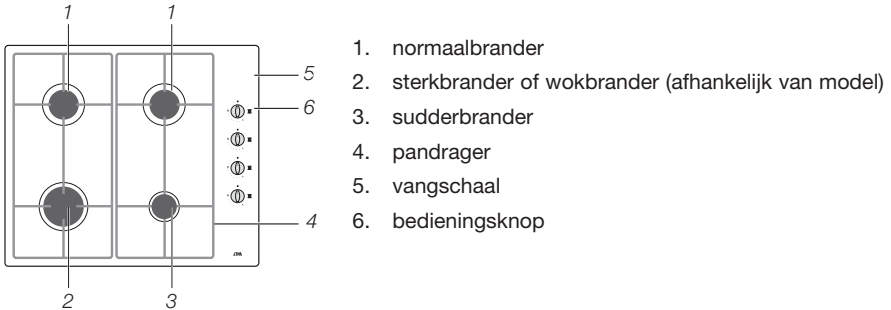 1 1
5
6
4
2 3
1. normaalbrander
2. sterkbrander of wokbrander (afhankelijk van model)
3. sudderbrander
4. pandrager
5. vangschaal
6. bedieningsknop